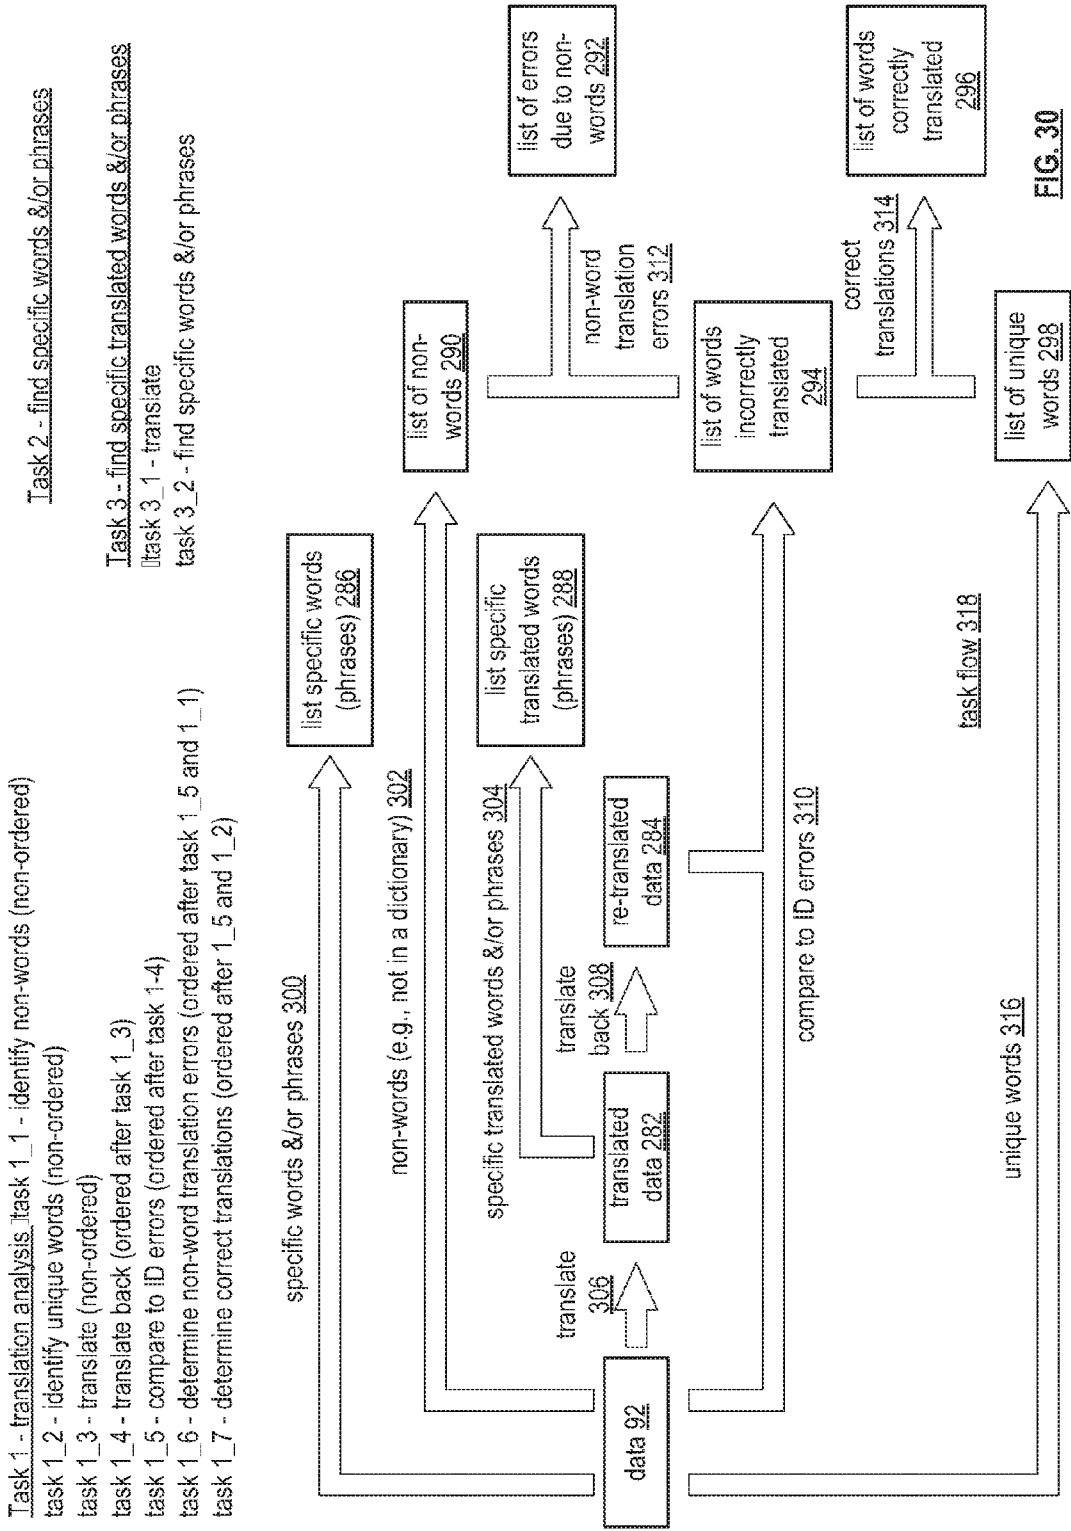 Task 1 - translation analysis ▯task 1_1 - identify non-words (non-ordered)
task 1_2 - identify unique words (non-ordered)
task 1_3 - translate (non-ordered)
task 1_4 - translate back (ordered after task 1_3)
task 1_5 - compare to ID errors (ordered after task 1-4)
task 1_6 - determine non-word translation errors (ordered after task 1_5 and 1_1)
task 1_7 - determine correct translations (ordered after 1_5 and 1_2)
Task 2 - find specific words &/or phrases
Task 3 - find specific translated words &/or phrases
▯task 3_1 - translate
task 3_2 - find specific words &/or phrases
specific words &/or phrases 300
list specific words
(phrases) 286
non-words (e.g., not in a dictionary) 302
list of non-
words 290
specific translated words &/or phrases 304
list specific
translated words
(phrases) 288
list of errors
due to non-
words 292
non-word
translation
errors 312
data 92
translate
306
translated
data 282
translate
back 308
re-translated
data 284
compare to ID errors 310
list of words
incorrectly
translated
294
correct
translations 314
list of words
correctly
translated
296
unique words 316
task flow 318
list of unique
words 298
FIG. 30